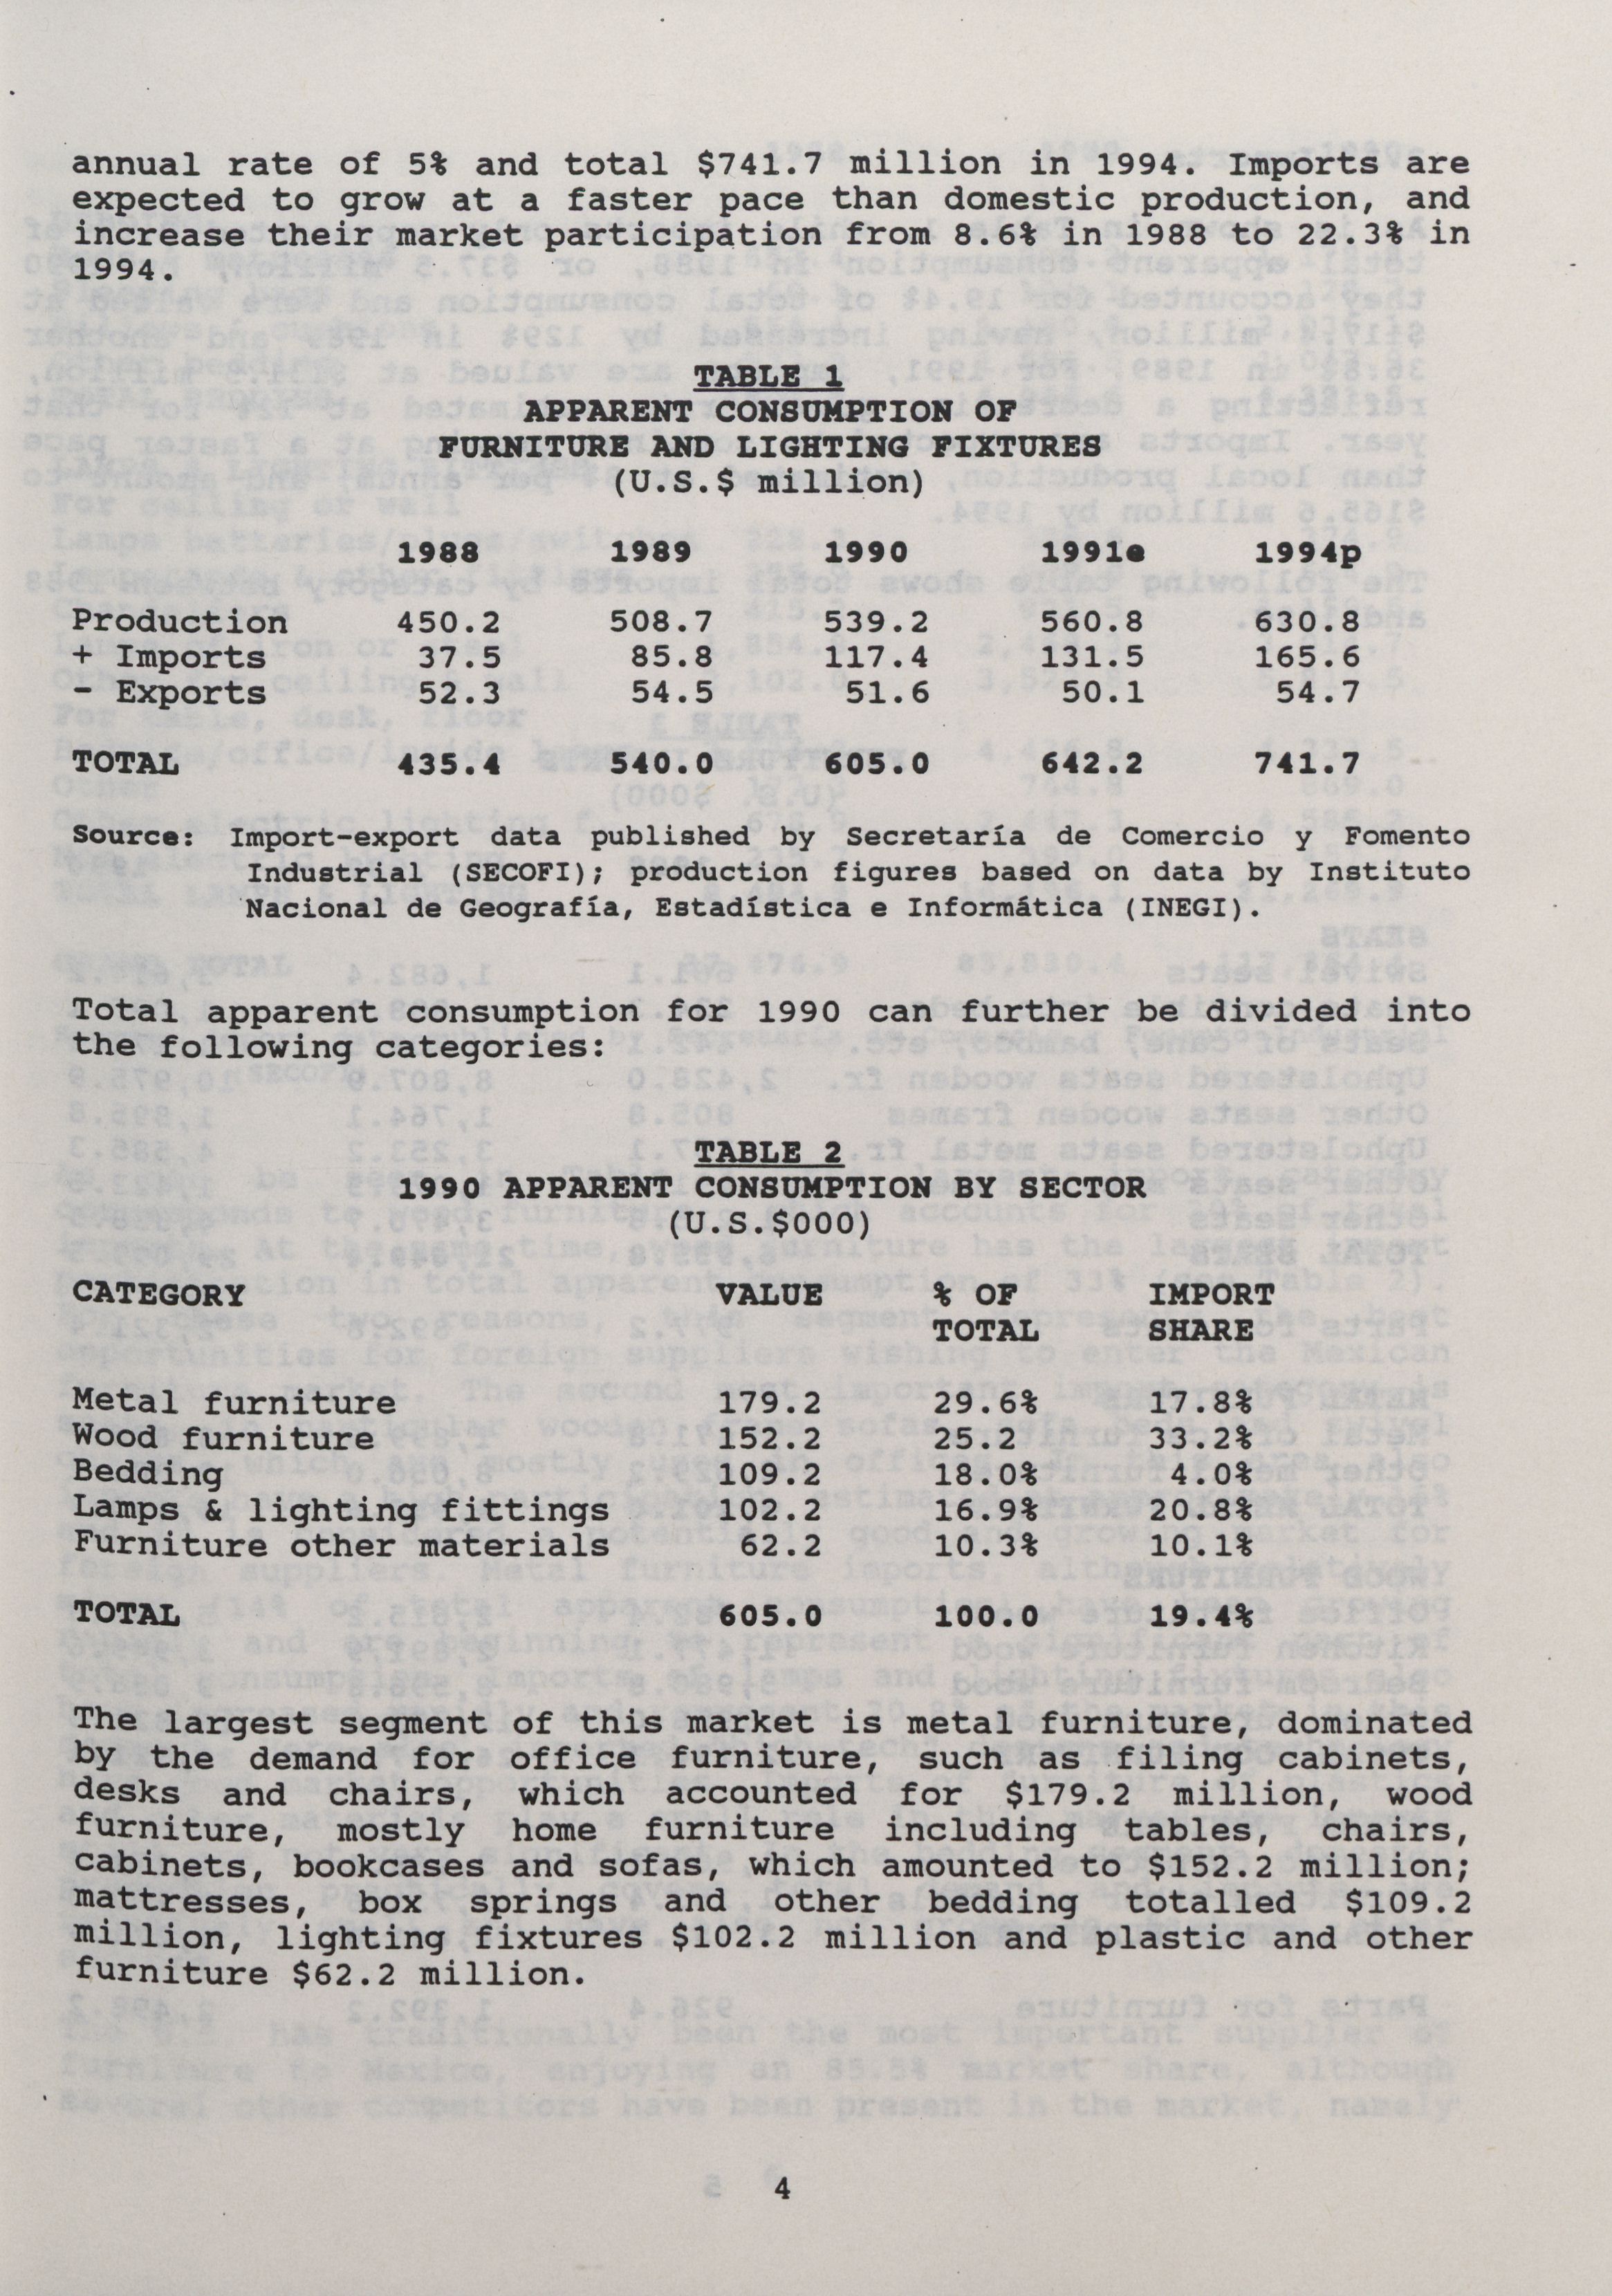 annual rate of 5% and total $741.7 million in 1994. Imports are
expected to grow at a faster pace than domestic production, and
increase their market participation from 8.6% in 1988 to 22.3% in
1994.
TABLE 1
APPARENT CONSUMPTION OF
FURNITURE AND LIGHTING FIXTURES
(U.S.$ million)
1988 1989 1990 1991e 1994p
Production 450.2 508.7 539.2 560.8 630.8
+ Imports 37.5 85.8 117.4 131.5 165.6
- Exports 52.3 54.5 51.6 50.1 54.7
TOTAL 435.4 540.0 605.0 642.2 741.7
Source: Import-export data published by Secretaría de Comercio y Fomento
Industrial (SECOFI); production figures based on data by Instituto
Nacional de Geografía, Estadística e Informática (INEGI).
Total apparent consumption for 1990 can further be divided into
the following categories:
TABLE 2
1990 APPARENT CONSUMPTION BY SECTOR
(U.S.$000)
CATEGORY VALUE % OF IMPORT
TOTAL SHARE
Metal furniture 179.2 29.6% 17.8%
Wood furniture 152.2 25.2 33.2%
Bedding 109.2 18.0% 4.0%
Lamps & lighting fittings 102.2 16.9% 20.8%
Furniture other materials 62.2 10.3% 10.1%
TOTAL 605.0 100.0 19.4%
The largest segment of this market is metal furniture, dominated
by the demand for office furniture, such as filing cabinets,
desks and chairs, which accounted for $179.2 million, wood
furniture, mostly home furniture including tables, chairs,
cabinets, bookcases and sofas, which amounted to $152.2 million;
mattresses, box springs and other bedding totalled $109.2
million, lighting fixtures $102.2 million and plastic and other
furniture $62.2 million.
4